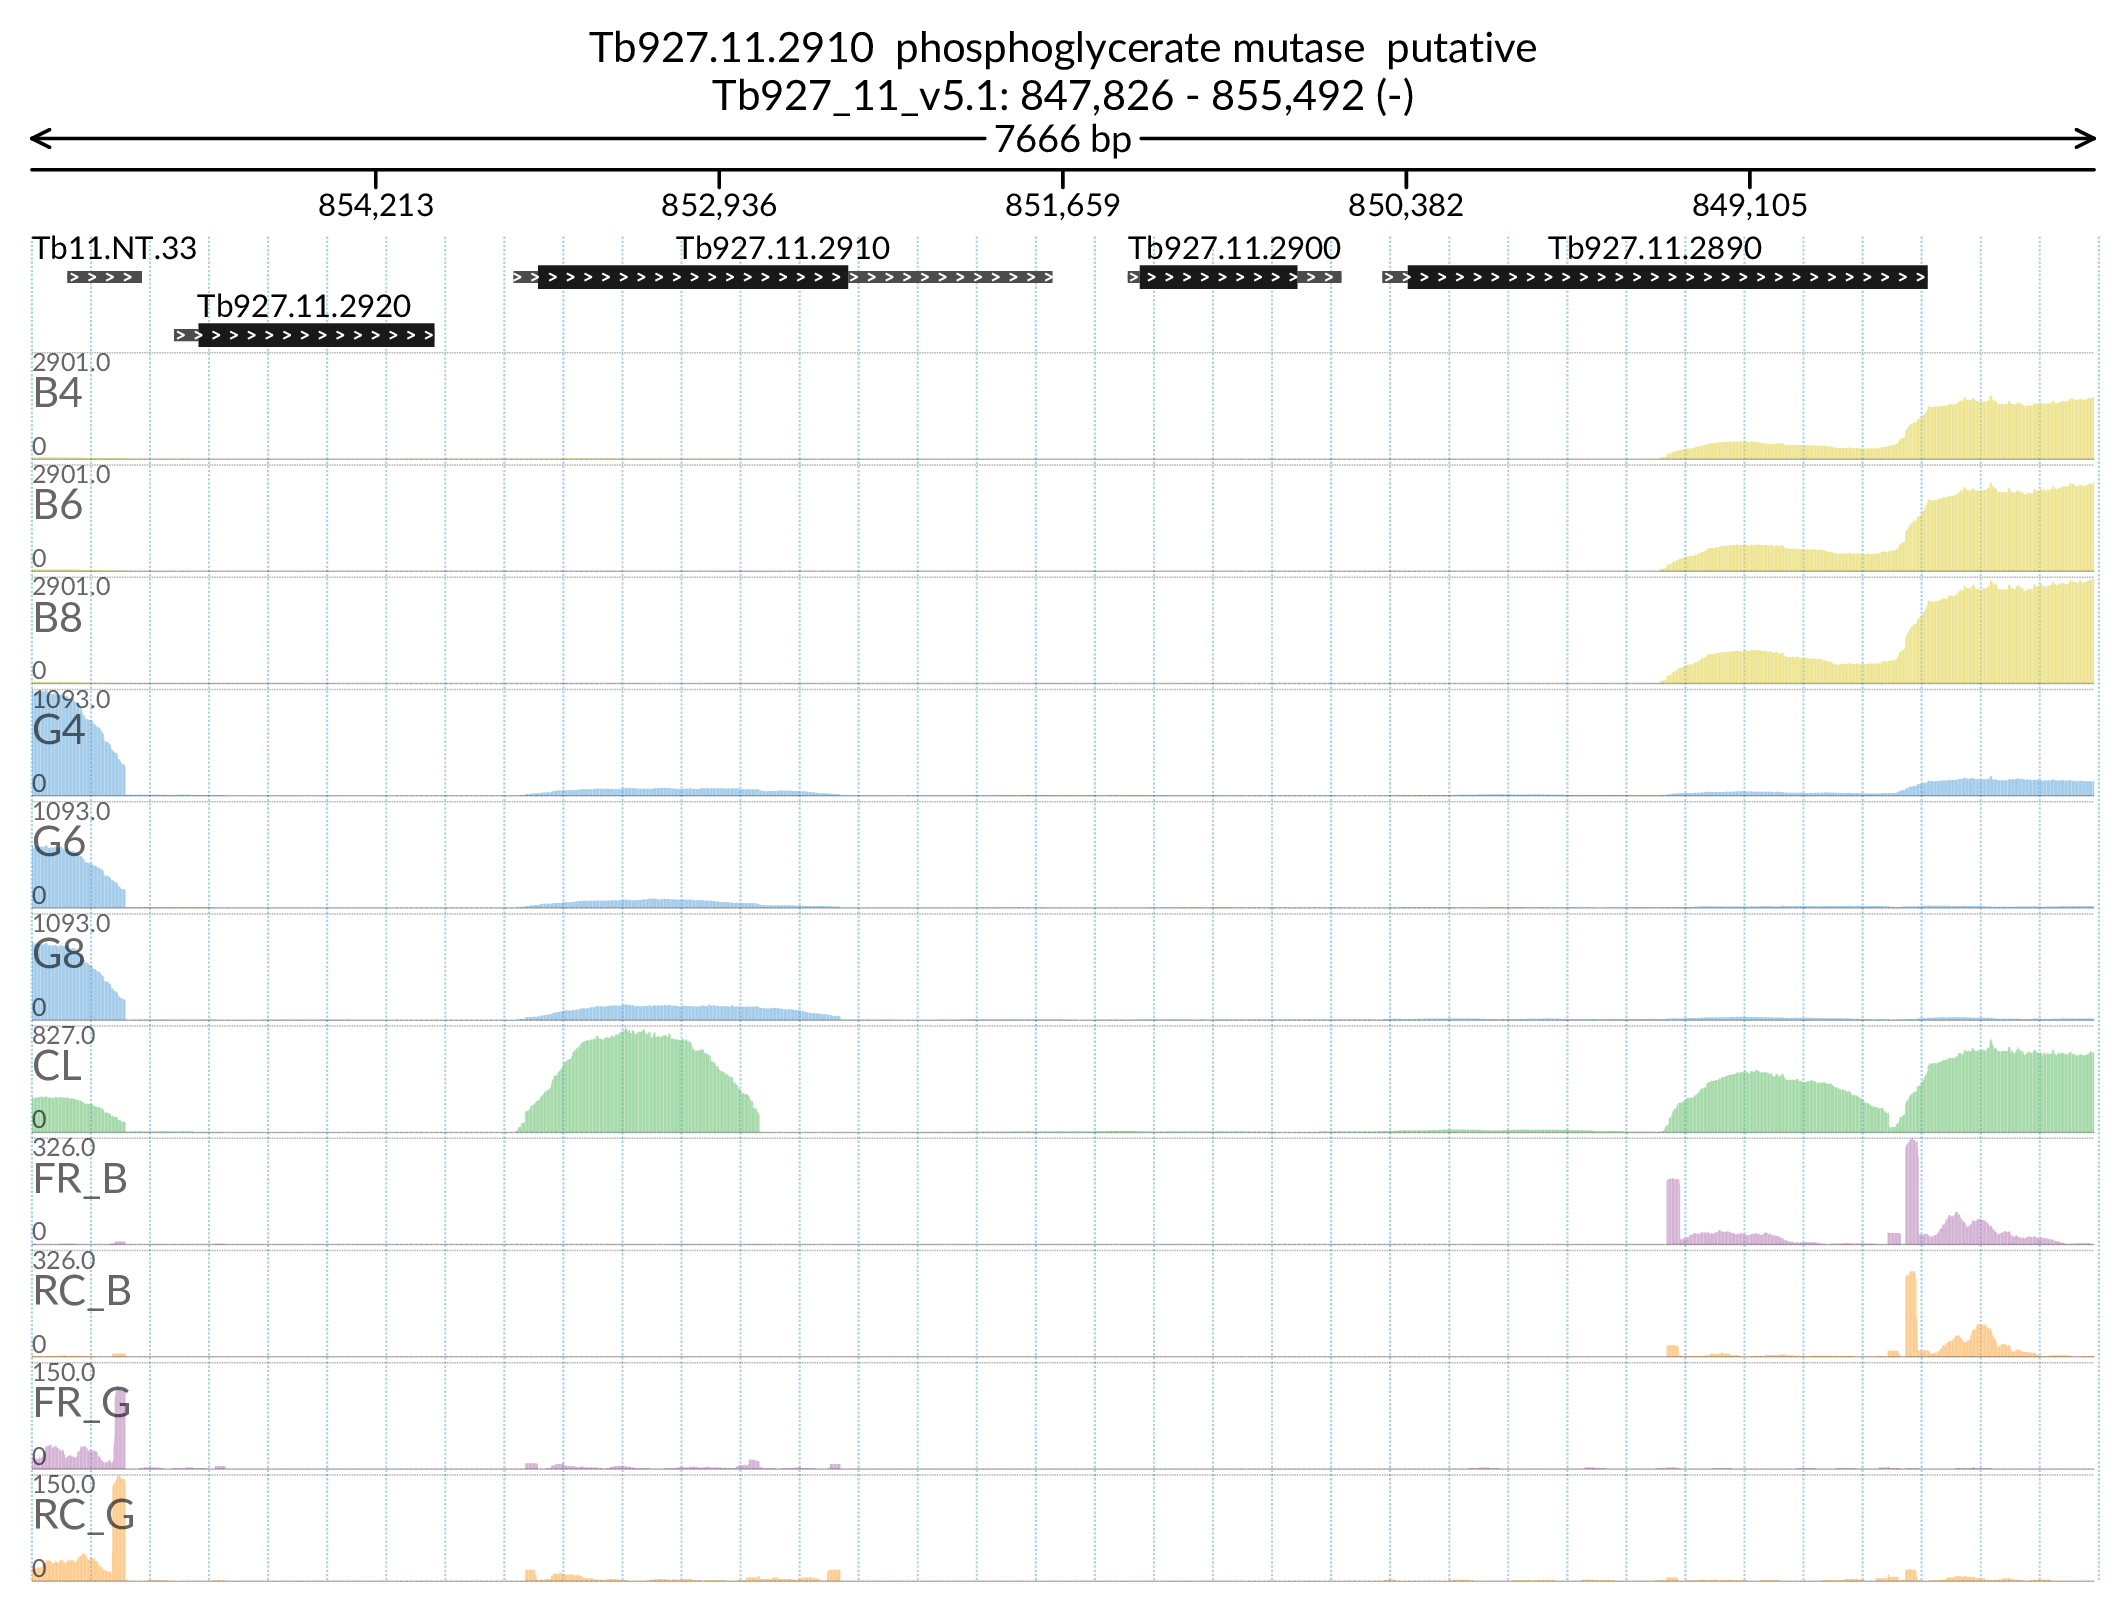 Tb927.11.2910  phosphoglycerate mutase  putative
Tb927_11_v5.1: 847,826 - 855,492 (-)
7666 bp
854,213 852,936 851,659 850,382 849,105
Tb11.NT.33 Tb927.11.2910 Tb927.11.2900 Tb927.11.2890
Tb927.11.2920
2901.0
B4
0
2901.0
B6
0
2901.0
B8
0
1093.0
G4
0
1093.0
G6
0
1093.0
G8
0
827.0
CL
0
326.0
FR_B
0
326.0
RC_B
0
150.0
FR_G
0
150.0
RC_G
0